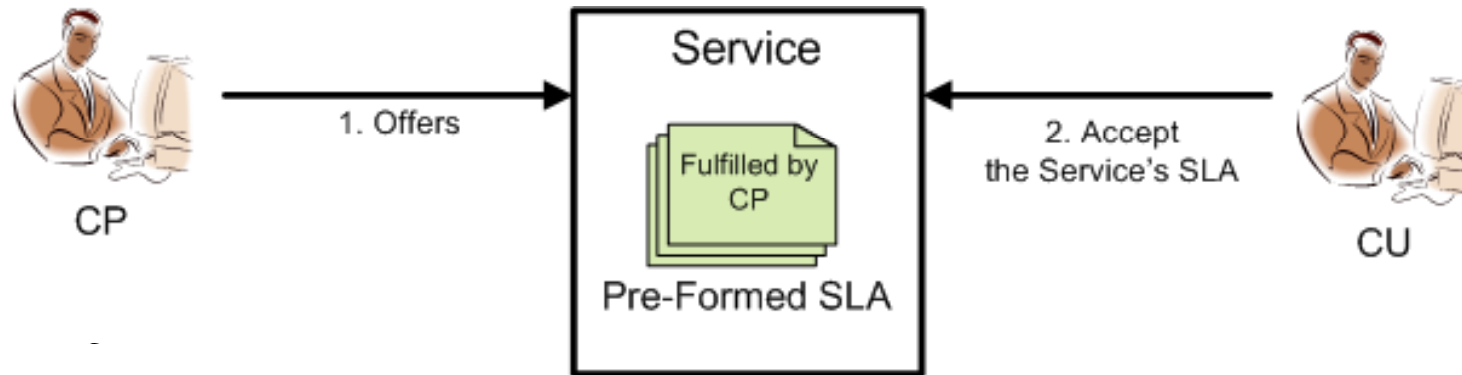 CP
1. Offers
Service
Fulfilled by
CP
Pre-Formed SLA
2. Accept
the Service's SLA
CU